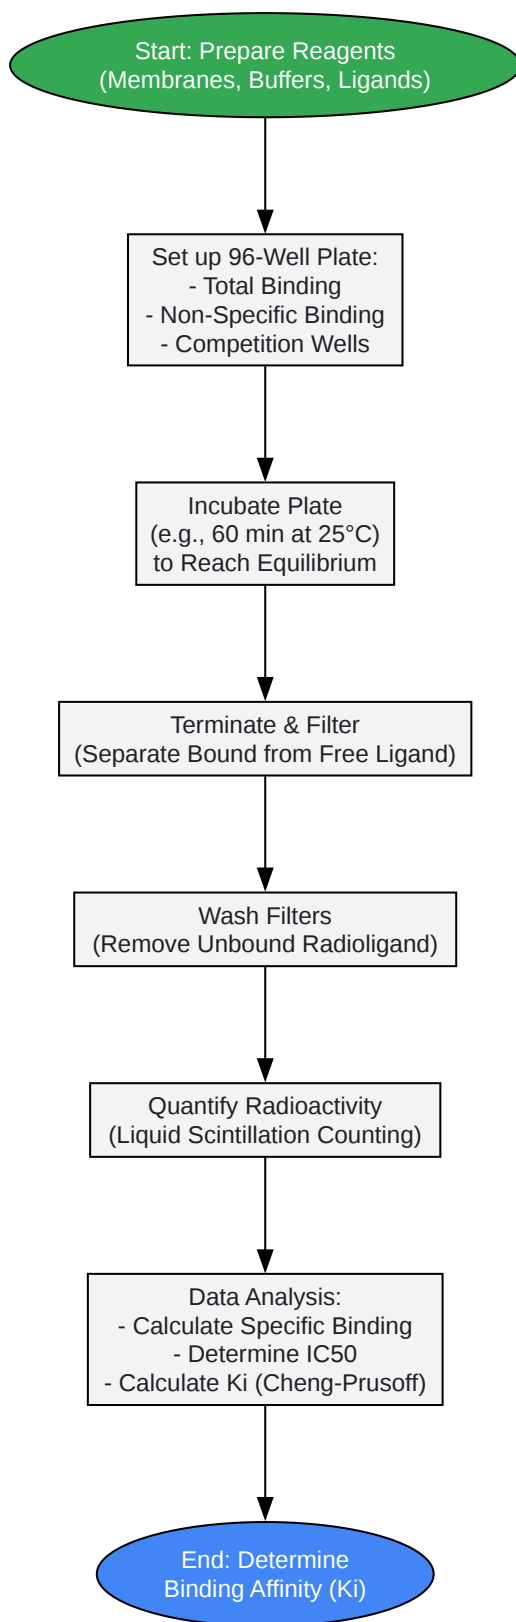 Start: Prepare Reagents
(Membranes, Buffers, Ligands)
Set up 96-Well Plate:
- Total Binding
- Non-Specific Binding
- Competition Wells
Incubate Plate
(e.g., 60 min at 25°C)
to Reach Equilibrium
Terminate & Filter
(Separate Bound from Free Ligand)
Wash Filters
(Remove Unbound Radioligand)
Quantify Radioactivity
(Liquid Scintillation Counting)
Data Analysis:
- Calculate Specific Binding
- Determine IC50
- Calculate Ki (Cheng-Prusoff)
End: Determine
Binding Affinity (Ki)